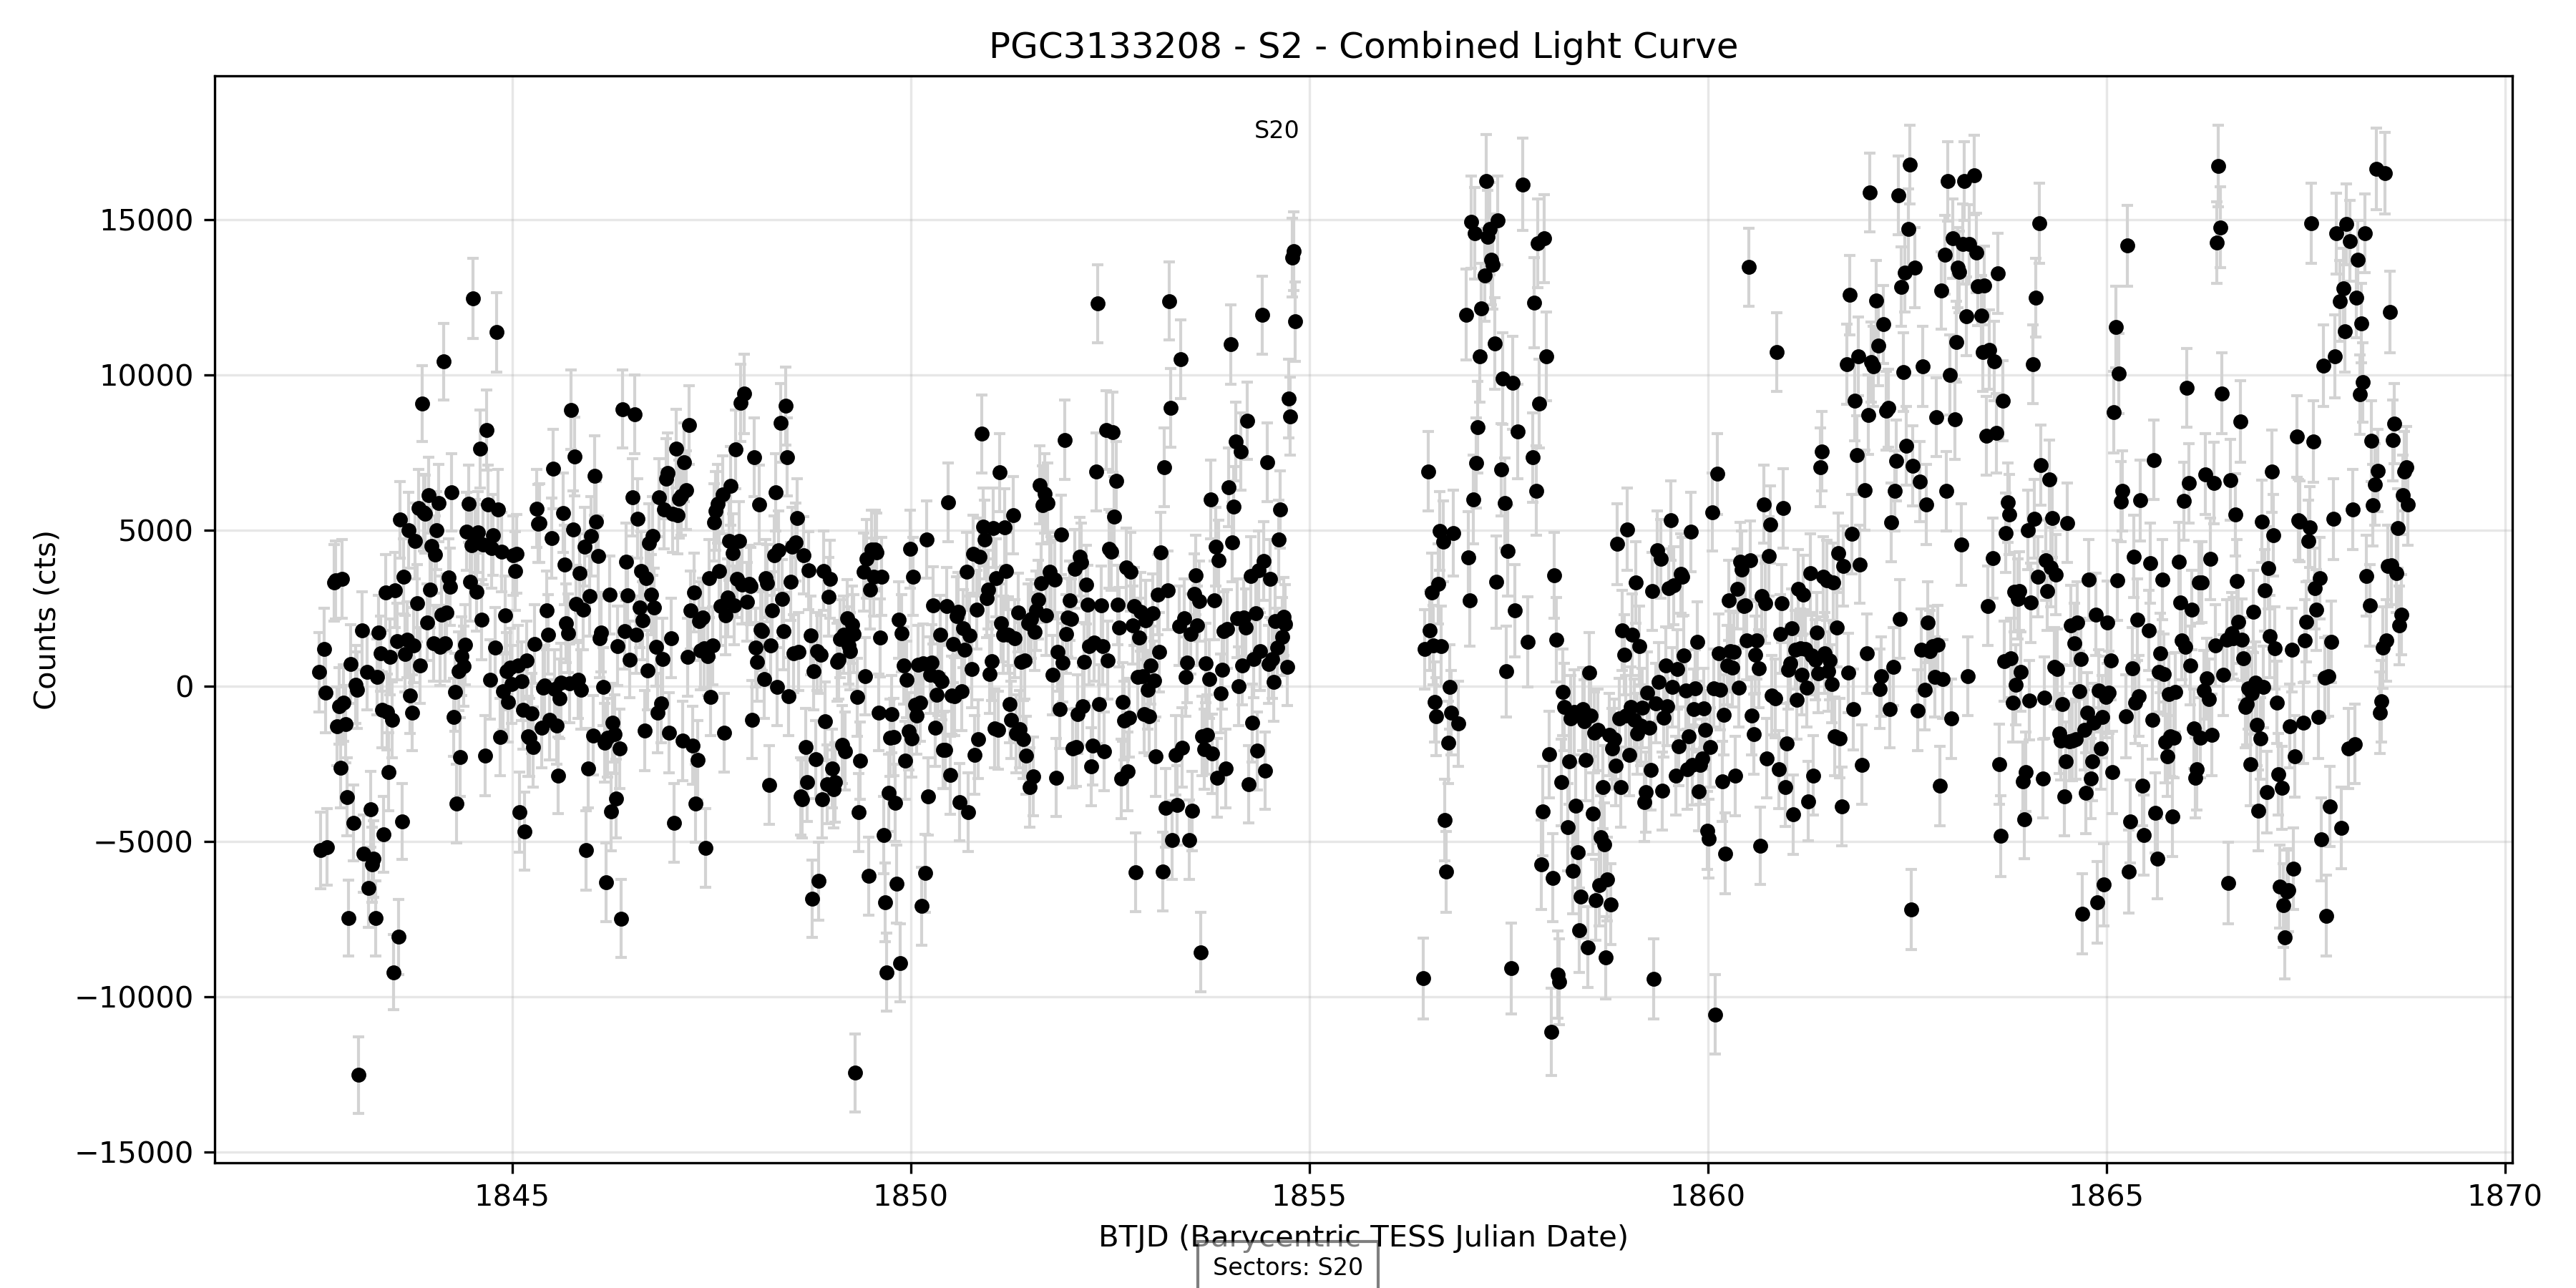 PGC3133208 - S2 - Combined Light Curve
S20
15000
10000
5000
0
−5000
−10000
−15000
Counts (cts)
1845 1850 1855 1860 1865 1870
BTJD (Barycentric TESS Julian Date)
Sectors: S20